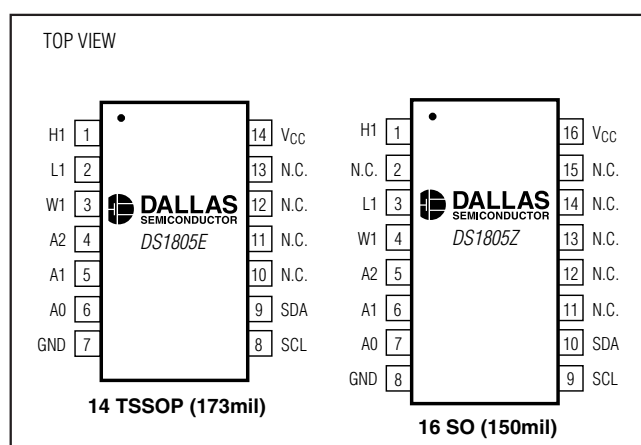 TOP VIEW
H1 1 14 VCC
L1 2 13 N.C.
W1 3 12 N.C.
A2 4 11 N.C.
A1 5 10 N.C.
A0 6 9 SDA
GND 7 8 SCL
DALLAS
SEMICONDUCTOR
DS1805E
14 TSSOP (173mil)
H1 1 16 VCC
N.C. 2 15 N.C.
L1 3 14 N.C.
W1 4 13 N.C.
A2 5 12 N.C.
A1 6 11 N.C.
A0 7 10 SDA
GND 8 9 SCL
DALLAS
SEMICONDUCTOR
DS1805Z
16 SO (150mil)